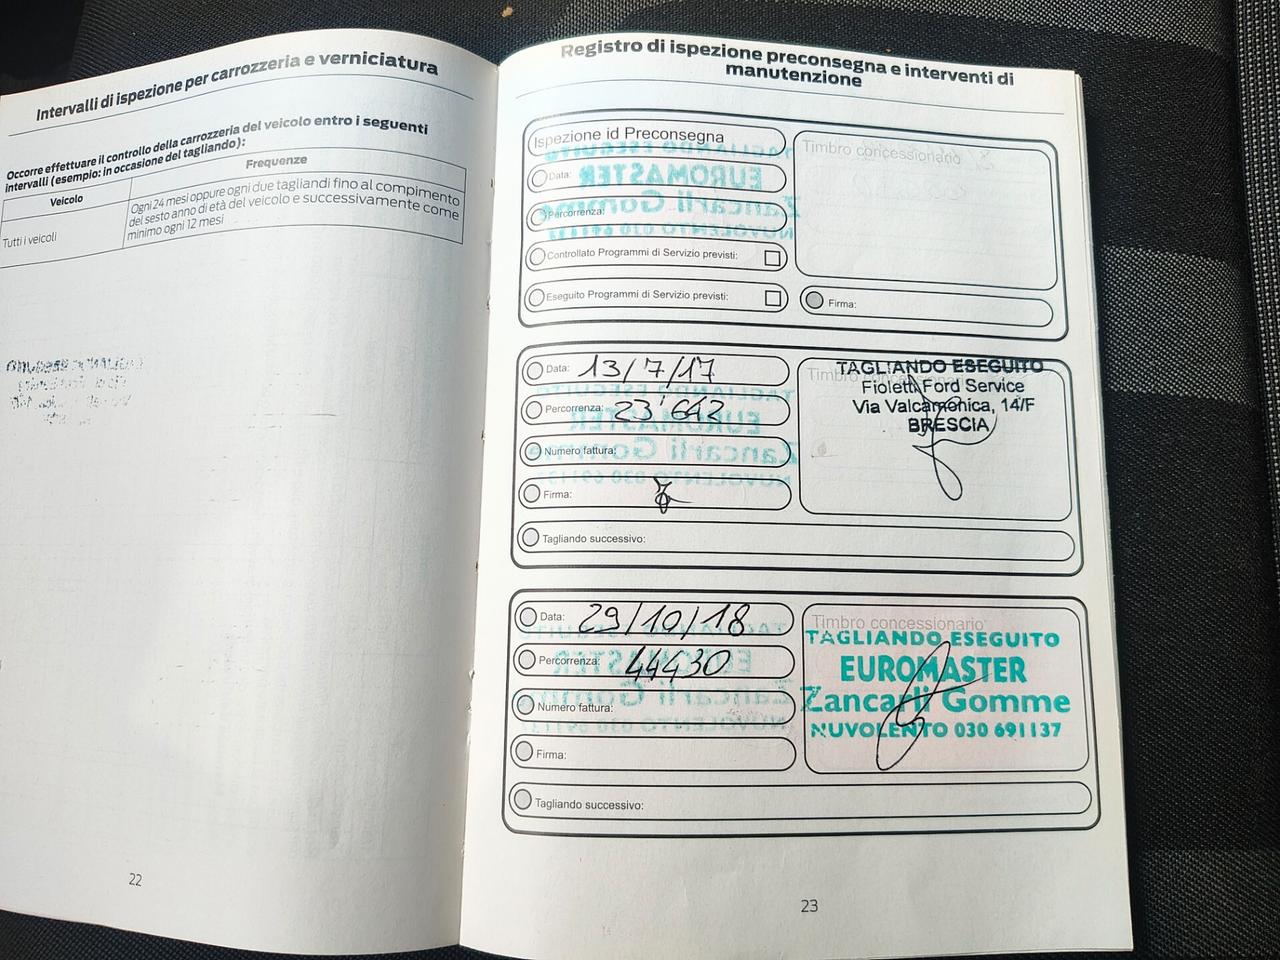 Intervalli di ispezione per carrozzeria e verniciatura
Occorre effettuare il controllo della carrozzeria del veicolo entro i seguenti
intervalli (esempio: in occasione del tagliando):
Veicolo
Frequenze
Tutti i veicoli
Ogni 24 mesi oppure ogni due tagliandi fino al compimento
del sesto anno di età del veicolo e successivamente come
minimo ogni 12 mesi
22
Registro di ispezione preconsegna e interventi di
manutenzione
Ispezione id Preconsegna
Data:
Percorrenza:
Controllato Programmi di Servizio previsti:
Eseguito Programmi di Servizio previsti:
Timbro concessionario
Firma:
Data: 13/7/17
Percorrenza: 23'642
Numero fattura:
Firma:
Tagliando successivo:
Timbro
TAGLIANDO ESEGUITO
Fioletti Ford Service
Via Valcamonica, 14/F
BRESCIA
Data: 29/10/18
Percorrenza: 44430
Numero fattura:
Firma:
Tagliando successivo:
Timbro concessionario
TAGLIANDO ESEGUITO
EUROMASTER
Zancarli Gomme
NUVOLENTO 030 691137
23